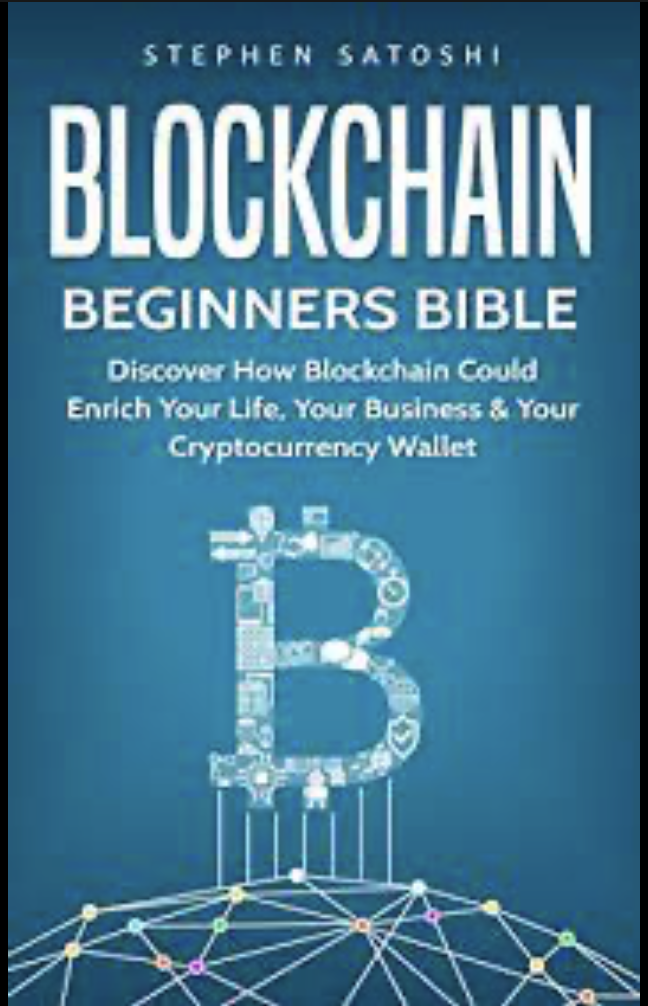 STEPHEN SATOSHI
BLOCKCHAIN
BEGINNERS BIBLE
Discover How Blockchain Could
Enrich Your Life, Your Business & Your
Cryptocurrency Wallet